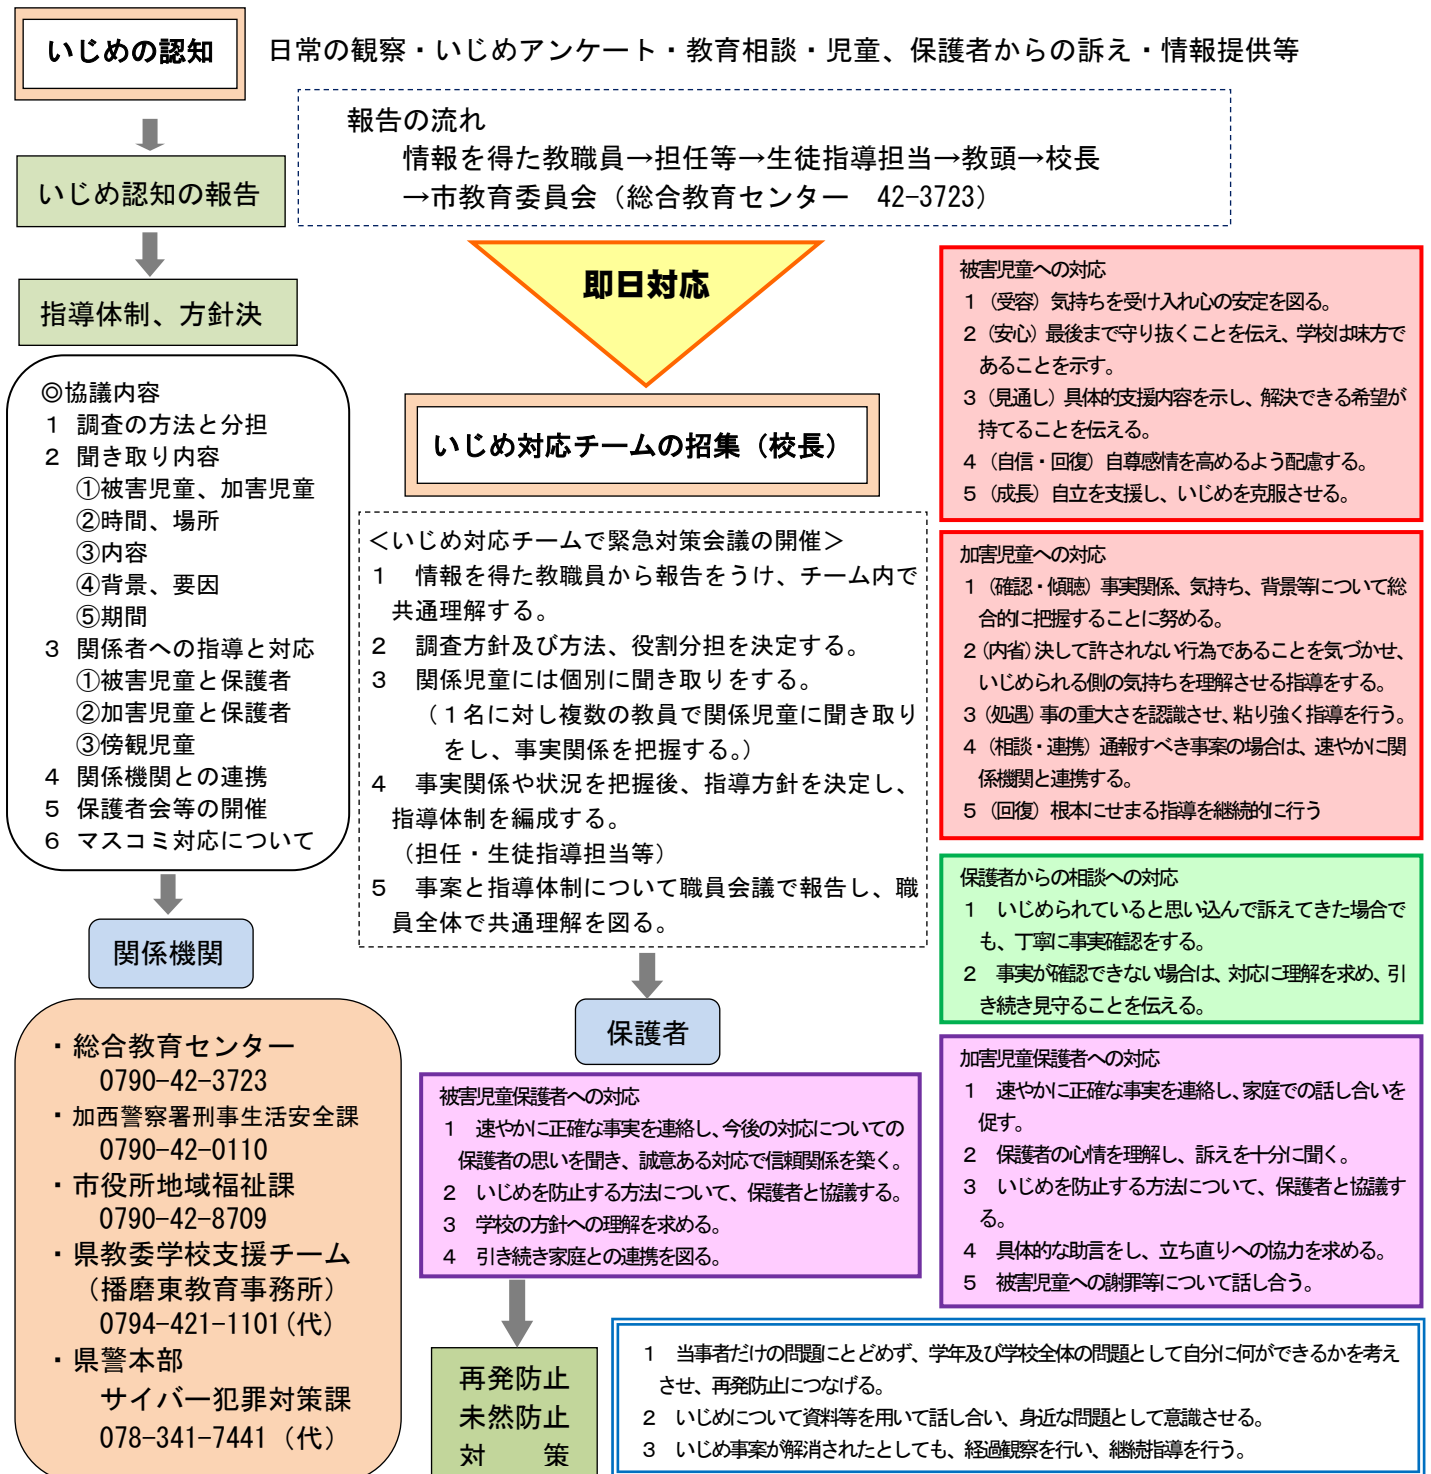 いじめの認知
日常の観察・いじめアンケート・教育相談・児童、保護者からの訴え・情報提供等
報告の流れ
情報を得た教職員→担任等→生徒指導担当→教頭→校長
→市教育委員会（総合教育センター　42-3723）
いじめ認知の報告
指導体制、方針決
◎協議内容
1 調査の方法と分担
2 聞き取り内容
①被害児童、加害児童
②時間、場所
③内容
④背景、要因
⑤期間
3 関係者への指導と対応
①被害児童と保護者
②加害児童と保護者
③傍観児童
4 関係機関との連携
5 保護者会等の開催
6 マスコミ対応について
関係機関
・総合教育センター
0790-42-3723
・加西警察署刑事生活安全課
0790-42-0110
・市役所地域福祉課
0790-42-8709
・県教委学校支援チーム
（播磨東教育事務所）
0794-421-1101(代)
・県警本部
サイバー犯罪対策課
078-341-7441（代）
即日対応
いじめ対応チームの招集（校長）
＜いじめ対応チームで緊急対策会議の開催＞
1　情報を得た教職員から報告をうけ、チーム内で
共通理解する。
2　調査方針及び方法、役割分担を決定する。
3　関係児童には個別に聞き取りをする。
（１名に対し複数の教員で関係児童に聞き取り
をし、事実関係を把握する。）
4　事実関係や状況を把握後、指導方針を決定し、
指導体制を編成する。
（担任・生徒指導担当等）
5　事案と指導体制について職員会議で報告し、職
員全体で共通理解を図る。
保護者
被害児童保護者への対応
1　速やかに正確な事実を連絡し、今後の対応についての
保護者の思いを聞き、誠意ある対応で信頼関係を築く。
2　いじめを防止する方法について、保護者と協議する。
3　学校の方針への理解を求める。
4　引き続き家庭との連携を図る。
再発防止
未然防止
対　　策
被害児童への対応
1（受容）気持ちを受け入れ心の安定を図る。
2（安心）最後まで守り抜くことを伝え、学校は味方で
あることを示す。
3（見通し）具体的支援内容を示し、解決できる希望が
持てることを伝える。
4（自信・回復）自尊感情を高めるよう配慮する。
5（成長）自立を支援し、いじめを克服させる。
加害児童への対応
1（確認・傾聴）事実関係、気持ち、背景等について総
合的に把握することに努める。
2（内省）決して許されない行為であることを気づかせ、
いじめられる側の気持ちを理解させる指導をする。
3（処遇）事の重大さを認識させ、粘り強く指導を行う。
4（相談・連携）通報すべき事案の場合は、速やかに関
係機関と連携する。
5（回復）根本にせまる指導を継続的に行う
保護者からの相談への対応
1　いじめられていると思い込んで訴えてきた場合で
も、丁寧に事実確認をする。
2　事実が確認できない場合は、対応に理解を求め、引
き続き見守ることを伝える。
加害児童保護者への対応
1　速やかに正確な事実を連絡し、家庭での話し合いを
促す。
2　保護者の心情を理解し、訴えを十分に聞く。
3　いじめを防止する方法について、保護者と協議す
る。
4　具体的な助言をし、立ち直りへの協力を求める。
5　被害児童への謝罪等について話し合う。
1　当事者だけの問題にとどめず、学年及び学校全体の問題として自分に何ができるかを考え
させ、再発防止につなげる。
2　いじめについて資料等を用いて話し合い、身近な問題として意識させる。
3　いじめ事案が解消されたとしても、経過観察を行い、継続指導を行う。